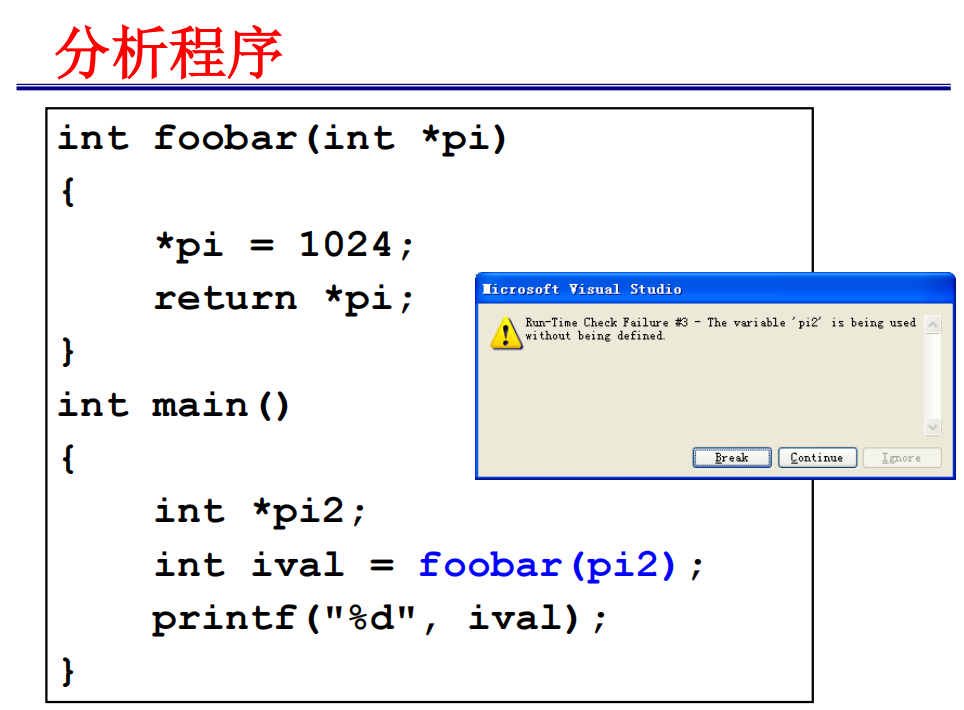 分析程序
int foobar(int *pi)
{
    *pi = 1024;
    return *pi;
}
int main()
{
    int *pi2;
    int ival = foobar(pi2);
    printf("%d", ival);
}
Microsoft Visual Studio
Run-Time Check Failure #3 - The variable 'pi2' is being used
without being defined.
Break Continue Ignore